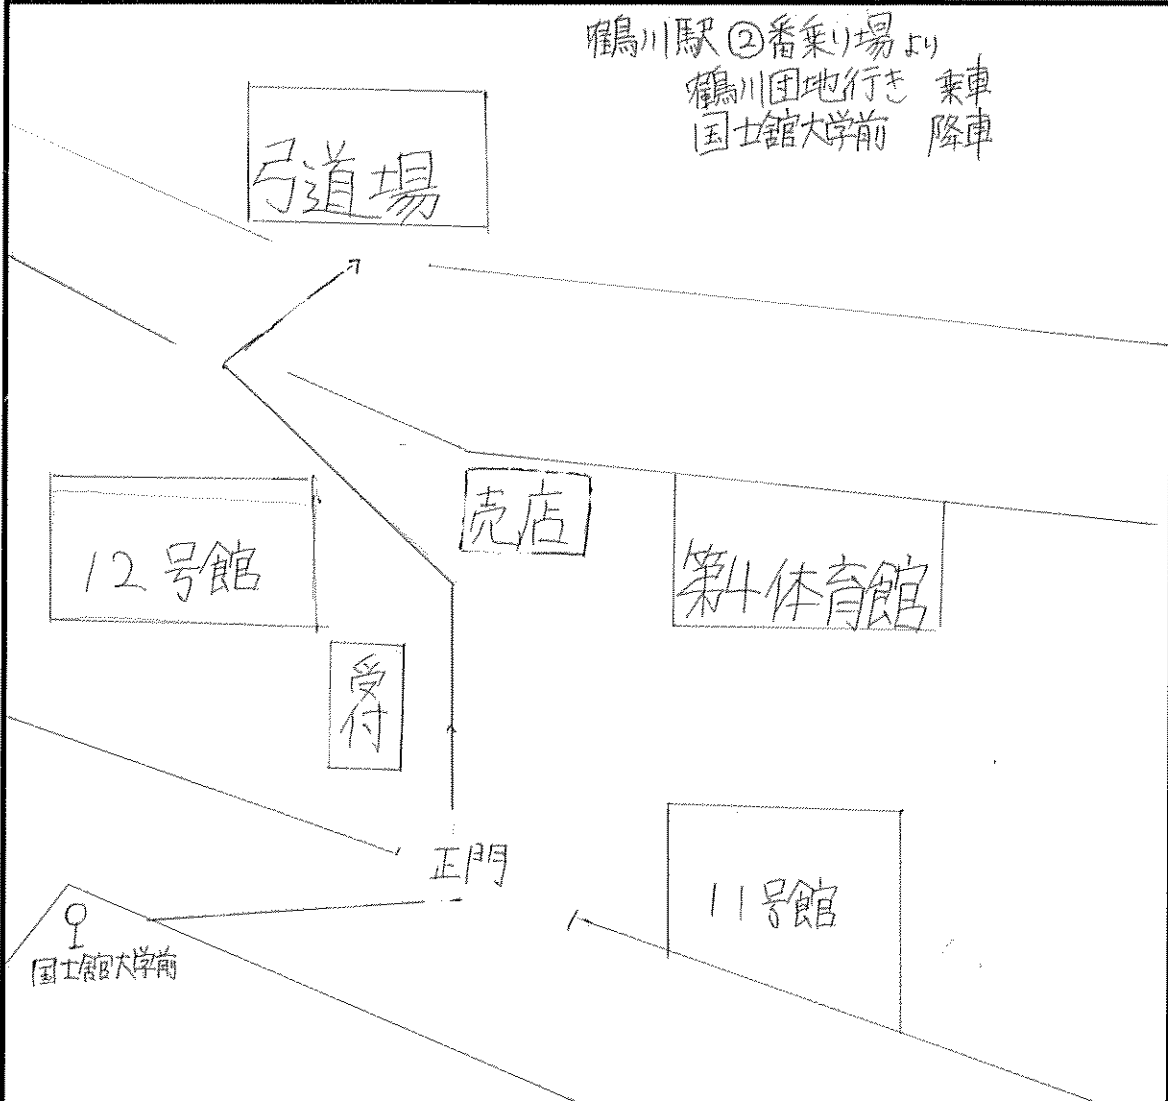 鶴川駅②番乗り場より
鶴川団地行き 乗車
国士舘大学前 降車
弓道場
売店
12号館
第4体育館
受付
正門
11号館
国士舘大学前